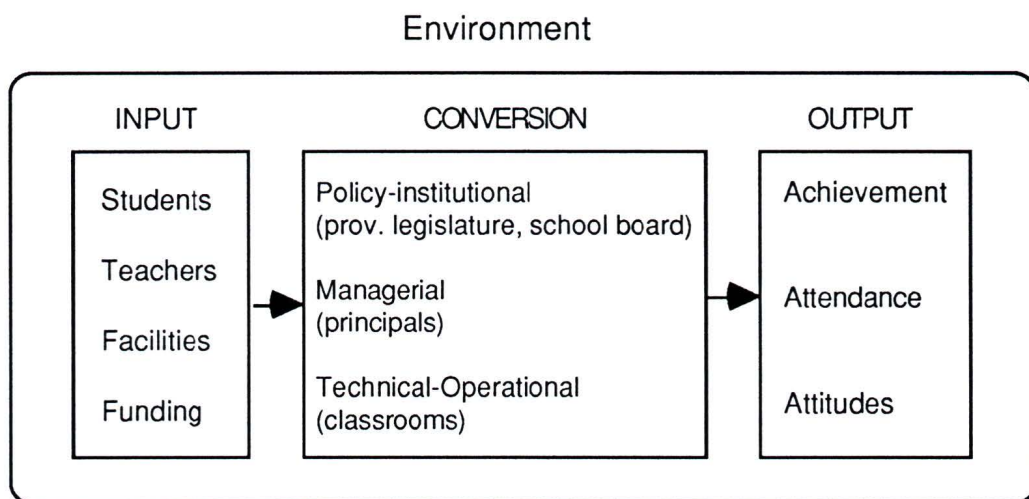 Environment
INPUT
Students
Teachers
Facilities
Funding
CONVERSION
Policy-institutional
(prov. legislature, school board)
Managerial
(principals)
Technical-Operational
(classrooms)
OUTPUT
Achievement
Attendance
Attitudes